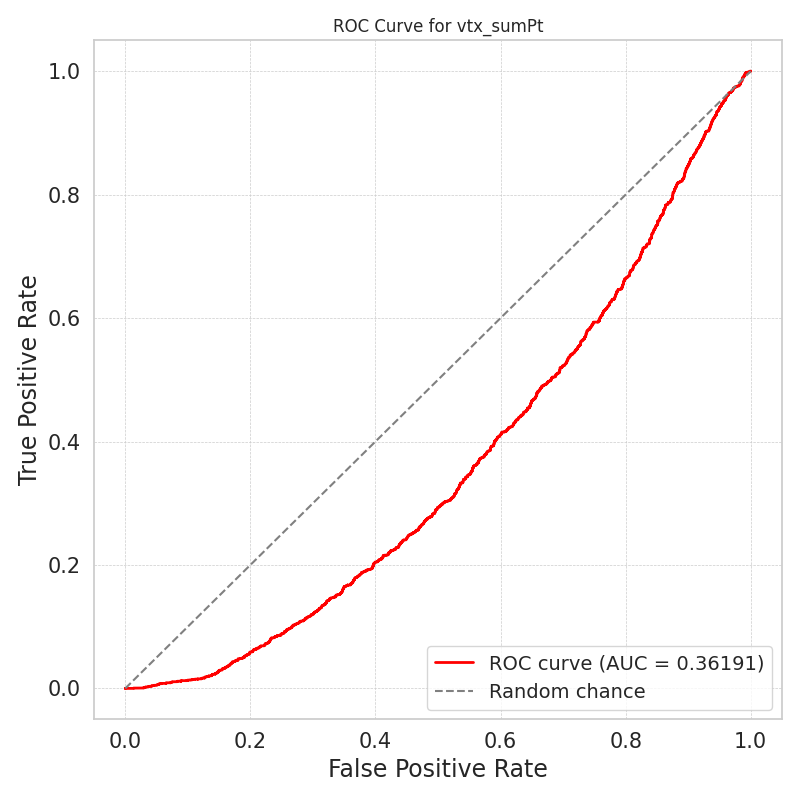 ROC Curve for vtx_sumPt
True Positive Rate
1.0
0.8
0.6
0.4
0.2
0.0
ROC curve (AUC = 0.36191)
Random chance
0.0 0.2 0.4 0.6 0.8 1.0
False Positive Rate